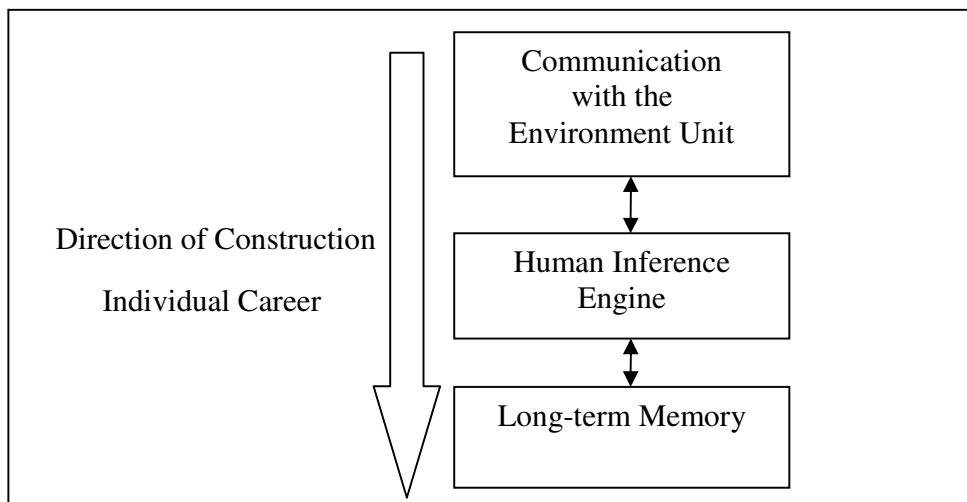 Communication
with the
Environment Unit
Direction of Construction
Individual Career
Human Inference
Engine
Long-term Memory